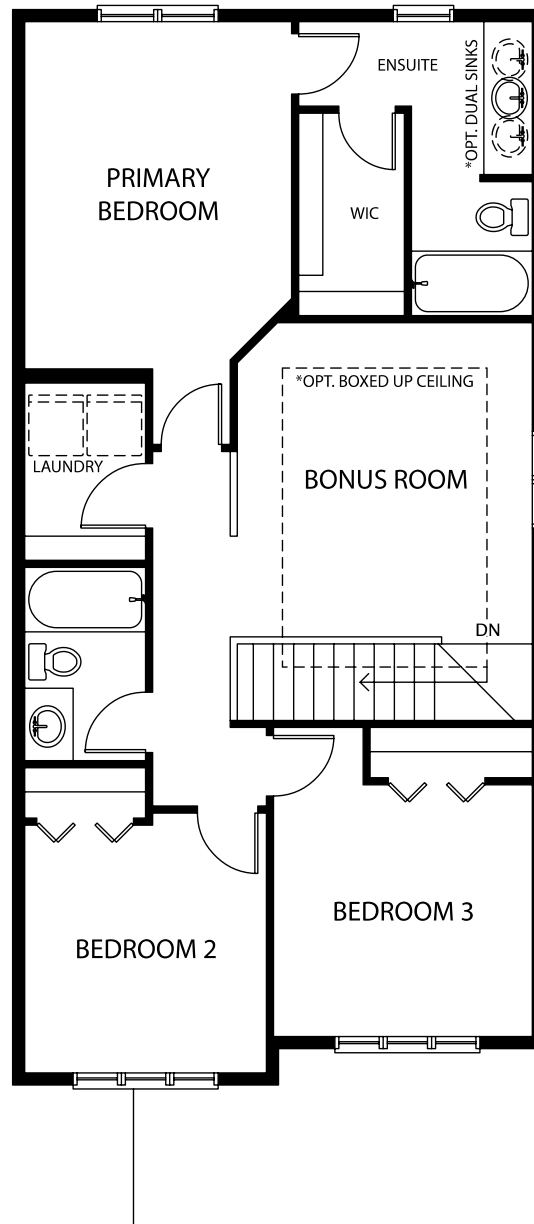 ENSUITE
*OPT. DUAL SINKS
PRIMARY
BEDROOM
WIC
*OPT. BOXED UP CEILING
LAUNDRY
BONUS ROOM
DN
BEDROOM 3
BEDROOM 2